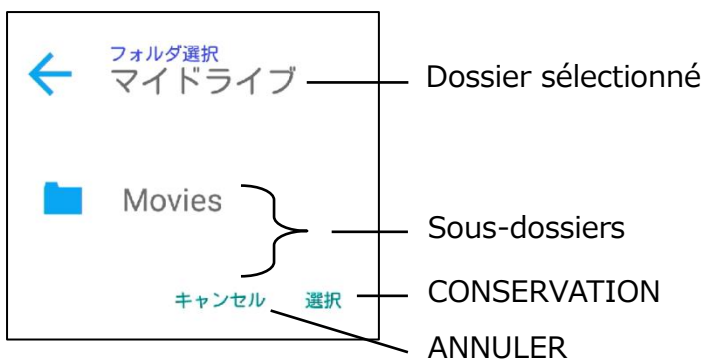 フォルダ選択
マイドライブ
Dossier sélectionné
Movies
Sous-dossiers
キャンセル 選択
CONSERVATION
ANNULER